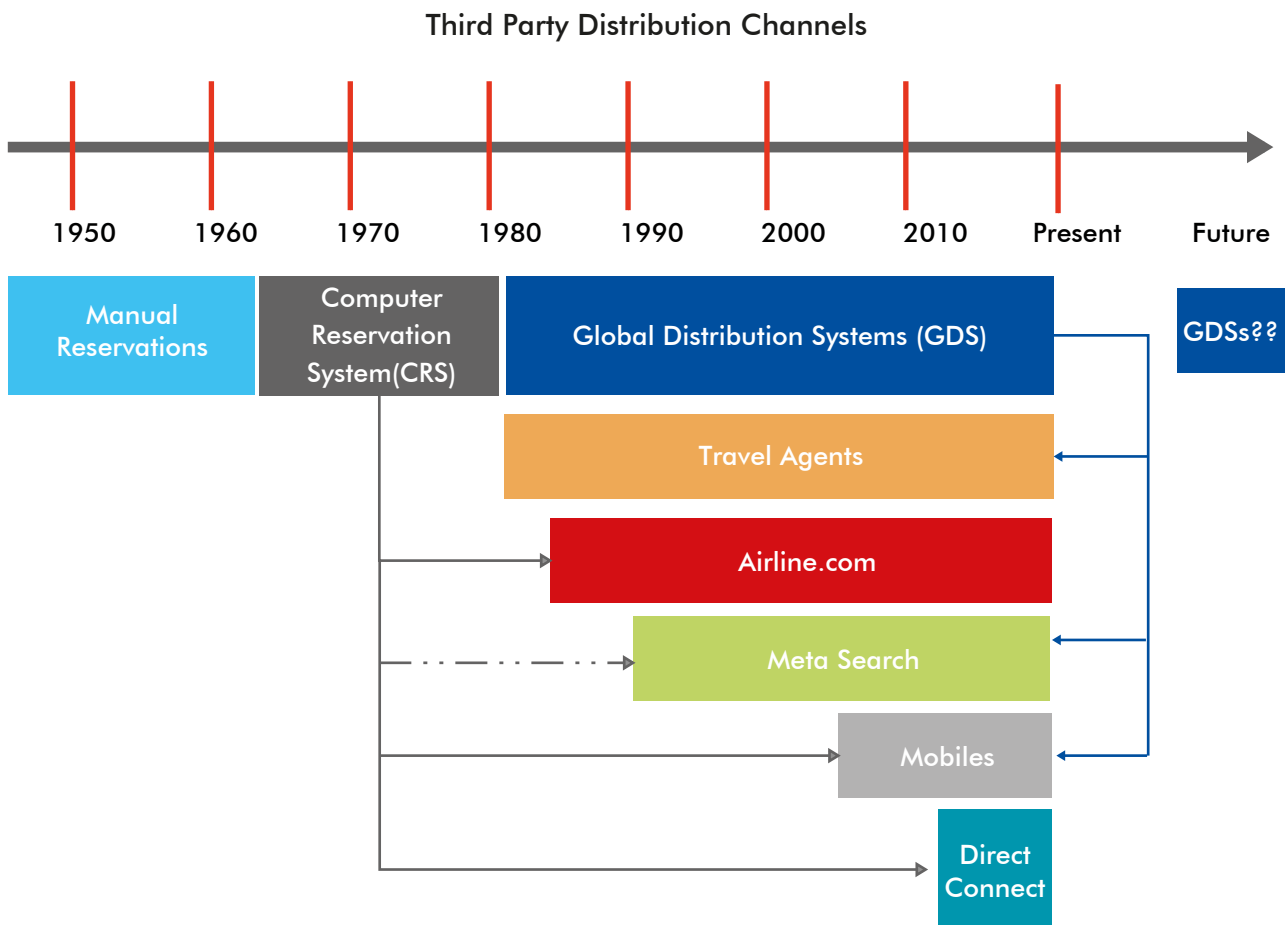 Third Party Distribution Channels
1950 1960 1970 1980 1990 2000 2010 Present Future
Manual
Reservations
Computer
Reservation
System(CRS)
Global Distribution Systems (GDS)
GDSs??
Travel Agents
Airline.com
Meta Search
Mobiles
Direct
Connect